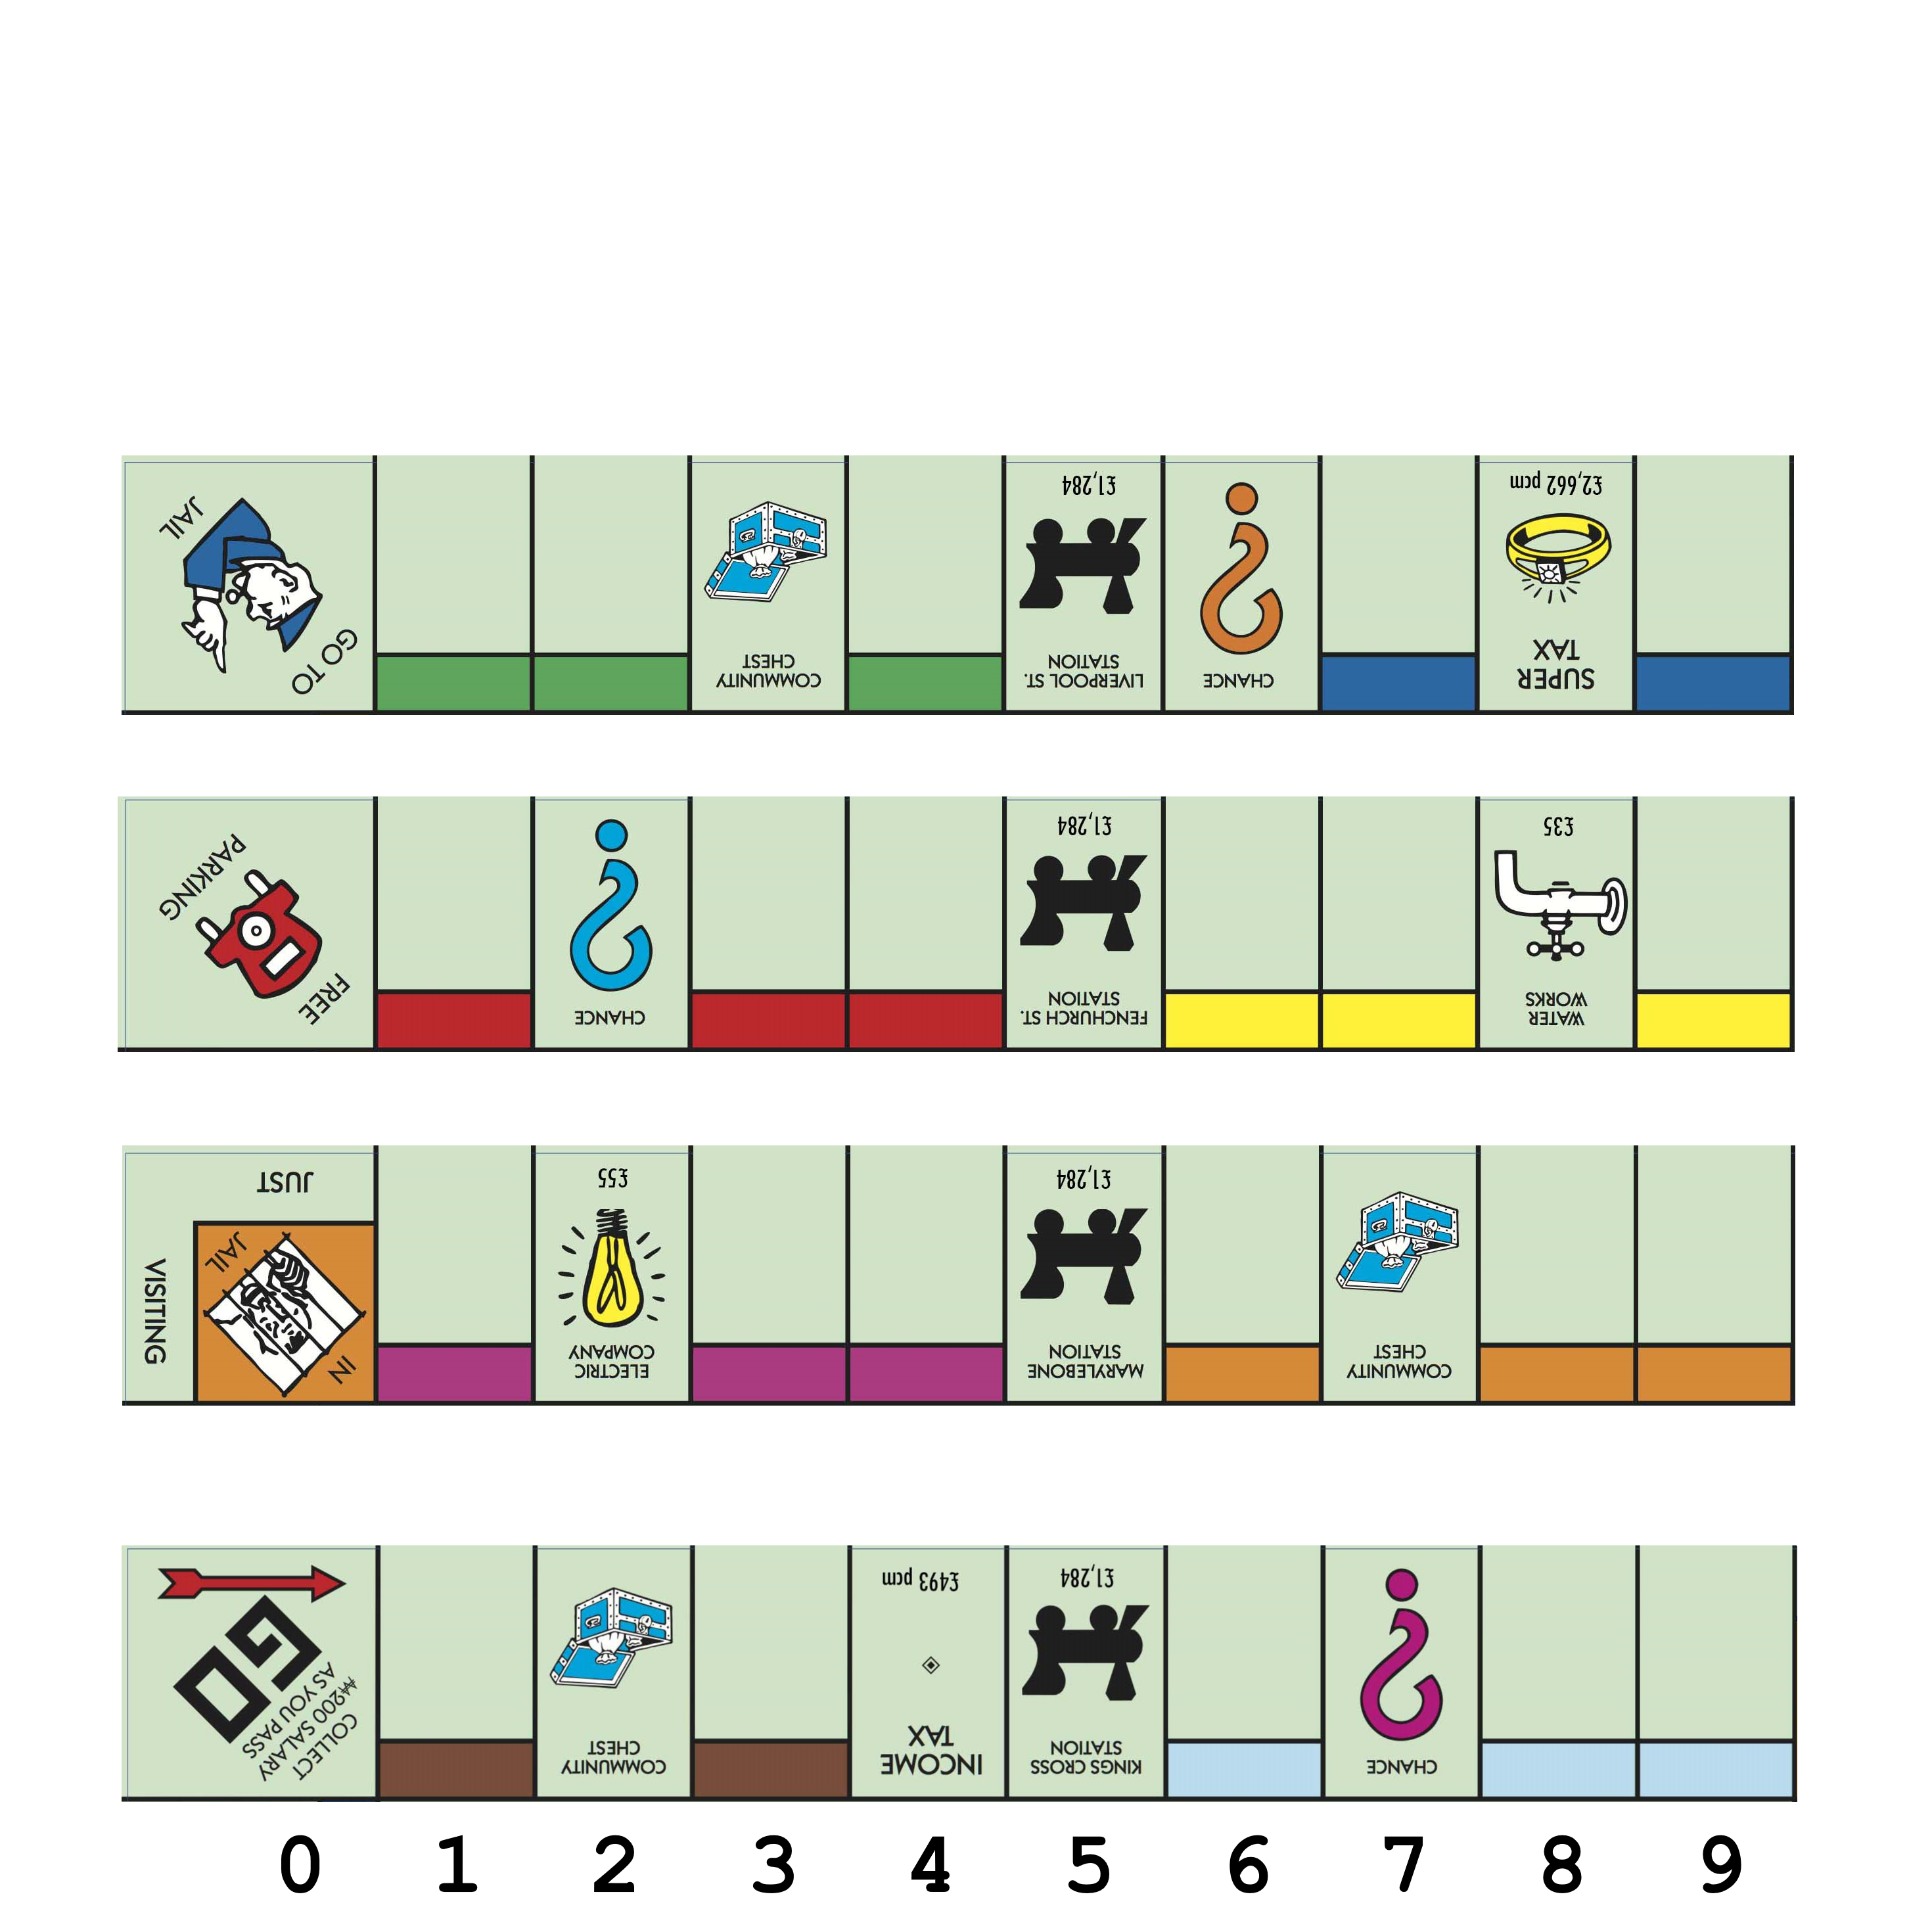 GO TO
JAIL
COMMUNITY
CHEST
LIVERPOOL ST.
STATION
£1,284
CHANCE
SUPER
TAX
£2,662 pcm
FREE
PARKING
CHANCE
FENCHURCH ST.
STATION
£1,284
WATER
WORKS
£35
JUST
VISITING
IN
JAIL
ELECTRIC
COMPANY
£55
MARYLEBONE
STATION
£1,284
COMMUNITY
CHEST
COLLECT
₩200 SALARY
AS YOU PASS
GO
COMMUNITY
CHEST
INCOME
TAX
£493 pcm
KINGS CROSS
STATION
£1,284
CHANCE
0 1 2 3 4 5 6 7 8 9